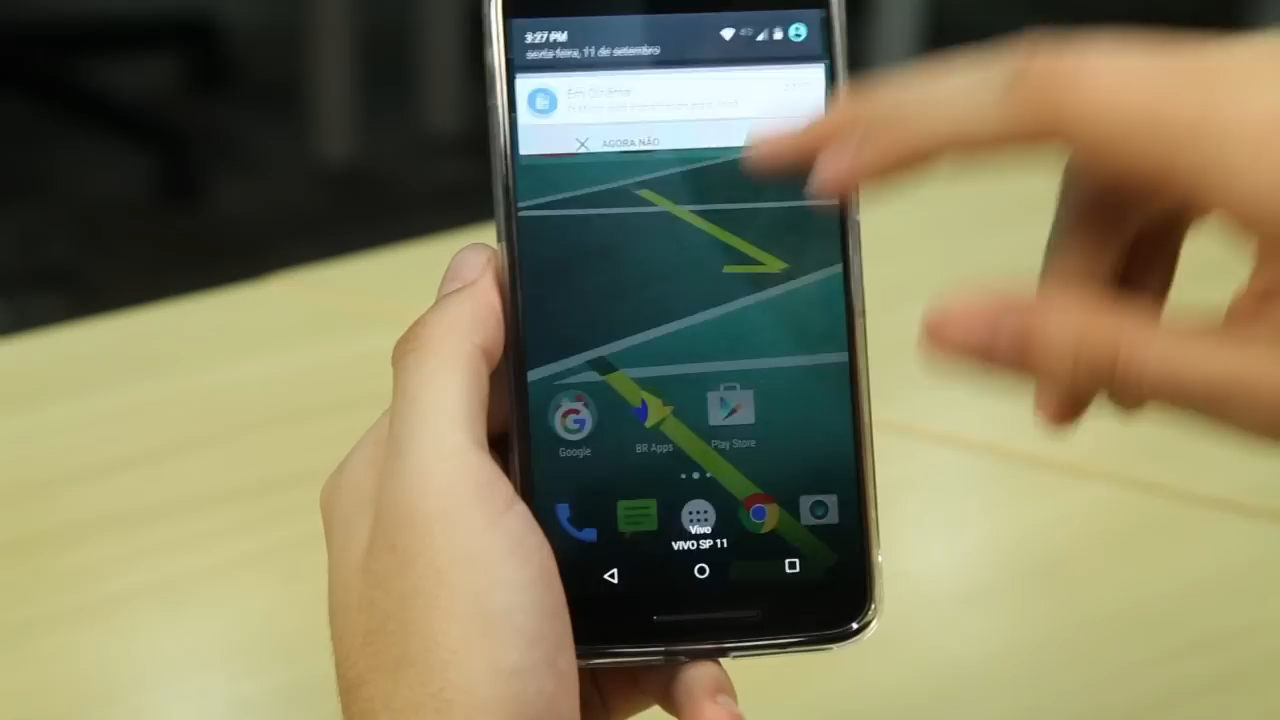 3:27 PM
sexta-feira, 11 de setembro
AGORA NÃO
Google
BR Apps
Play Store
Vivo
VIVO SP 11